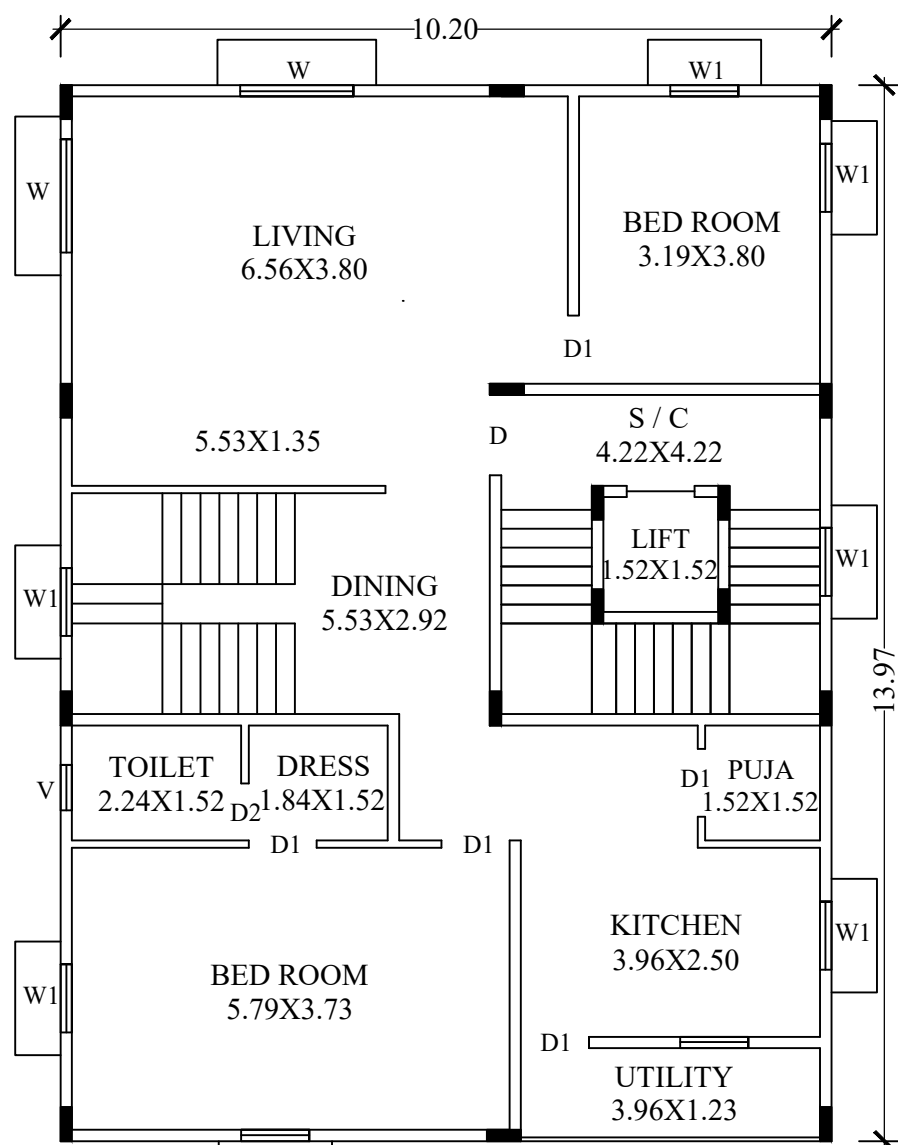 10.20
W
W1
W
W1
LIVING
6.56X3.80
BED ROOM
3.19X3.80
D1
S / C
4.22X4.22
5.53X1.35
D
LIFT
1.52X1.52
W1
W1
DINING
5.53X2.92
13.97
TOILET
2.24X1.52
DRESS
1.84X1.52
D1
PUJA
1.52X1.52
V
D2
D1
D1
KITCHEN
3.96X2.50
W1
BED ROOM
5.79X3.73
W1
D1
UTILITY
3.96X1.23